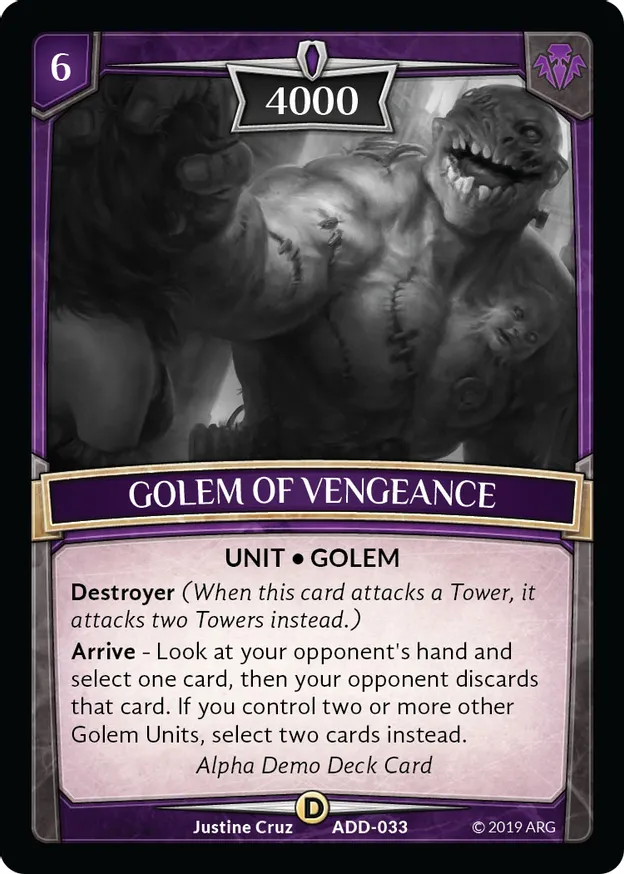 6
4000
GOLEM OF VENGEANCE
UNIT • GOLEM
Destroyer (When this card attacks a Tower, it
attacks two Towers instead.)
Arrive - Look at your opponent's hand and
select one card, then your opponent discards
that card. If you control two or more other
Golem Units, select two cards instead.
Alpha Demo Deck Card
Justine Cruz D ADD-033 © 2019 ARG